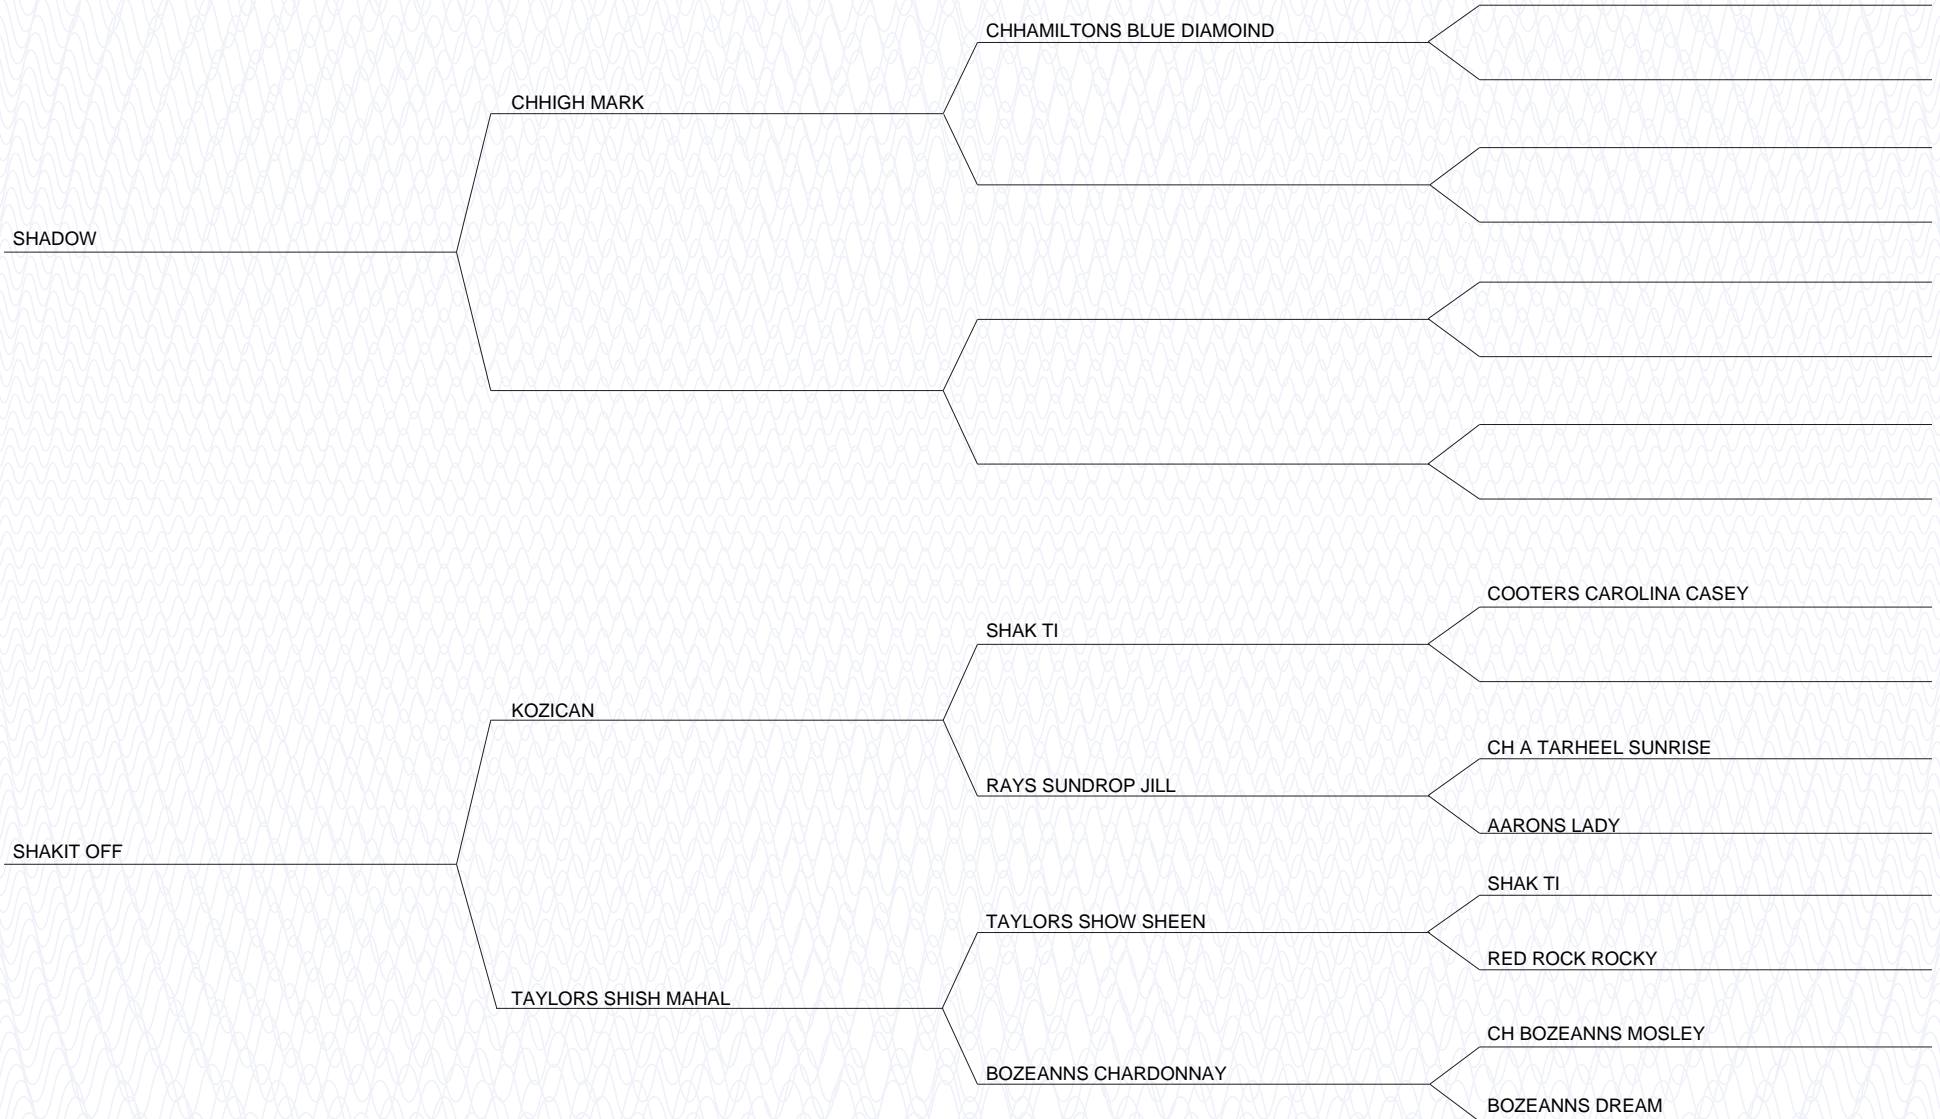 CHHAMILTONS BLUE DIAMOIND
CHHIGH MARK
SHADOW
COOTERS CAROLINA CASEY
SHAK TI
KOZICAN
CH A TARHEEL SUNRISE
RAYS SUNDROP JILL
AARONS LADY
SHAKIT OFF
SHAK TI
TAYLORS SHOW SHEEN
RED ROCK ROCKY
TAYLORS SHISH MAHAL
CH BOZEANNS MOSLEY
BOZEANNS CHARDONNAY
BOZEANNS DREAM